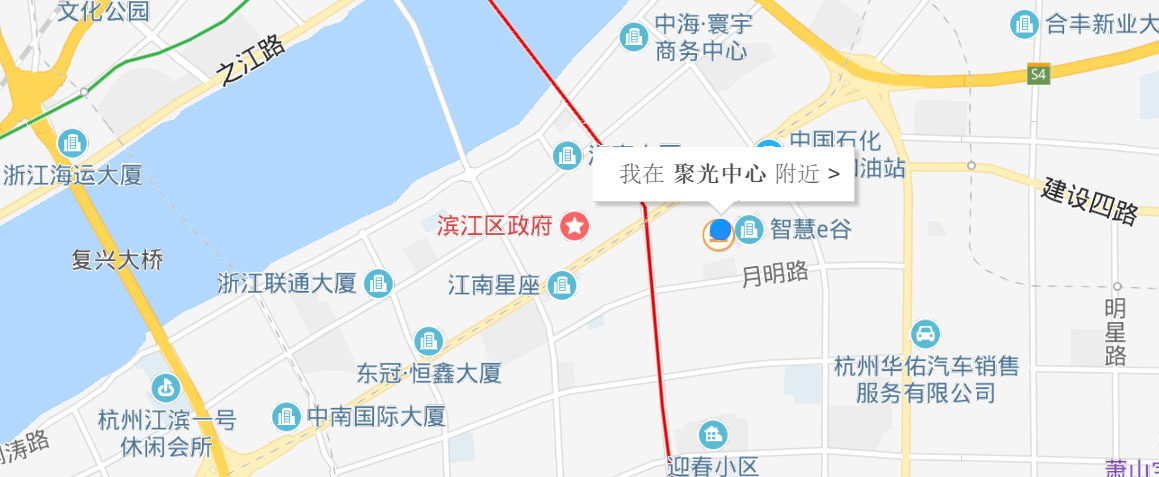 文化公园
中海·寰宇
商务中心
合丰新业大
之江路
S4
浙江海运大厦
中国石化
油站
我在 聚光中心 附近 >
建设四路
滨江区政府
智慧e谷
复兴大桥
浙江联通大厦
江南星座
月明路
明星路
东冠·恒鑫大厦
杭州华佑汽车销售
服务有限公司
杭州江滨一号
休闲会所
中南国际大厦
涛路
迎春小区
萧山